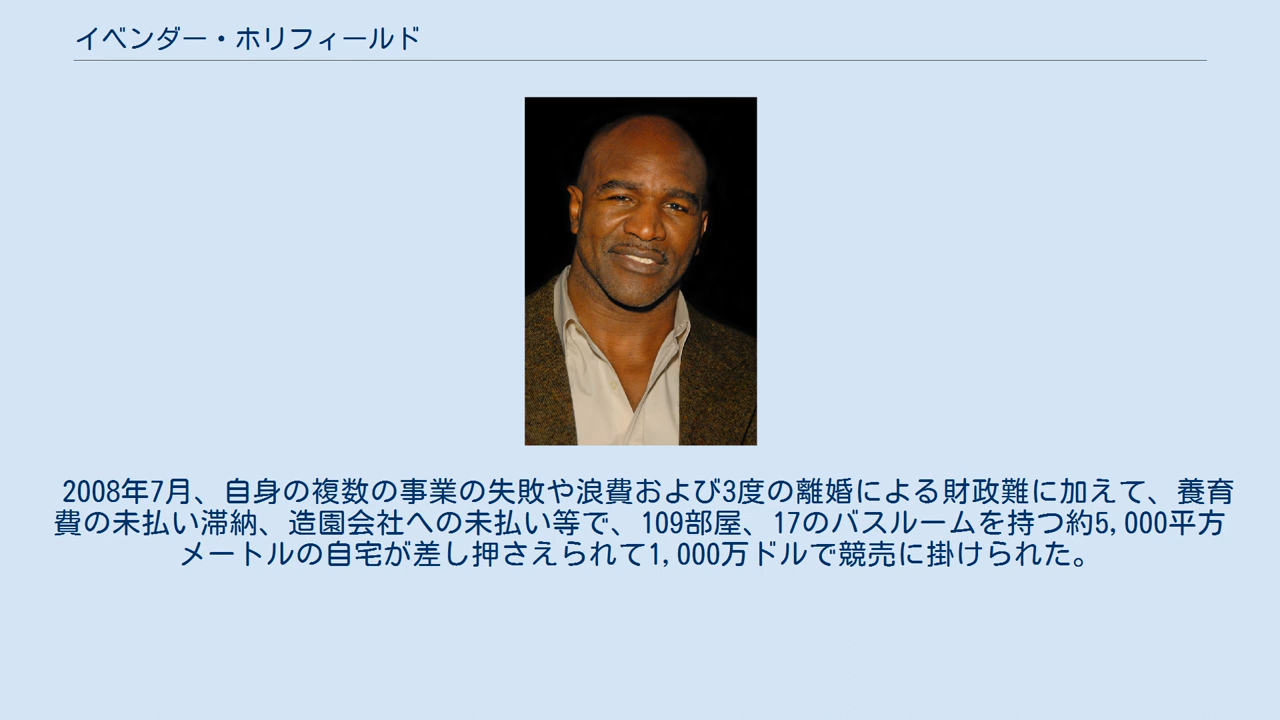 イベンダー・ホリフィールド
2008年7月、自身の複数の事業の失敗や浪費および3度の離婚による財政難に加えて、養育
費の未払い滞納、造園会社への未払い等で、109部屋、17のバスルームを持つ約5,000平方
メートルの自宅が差し押さえられて1,000万ドルで競売に掛けられた。